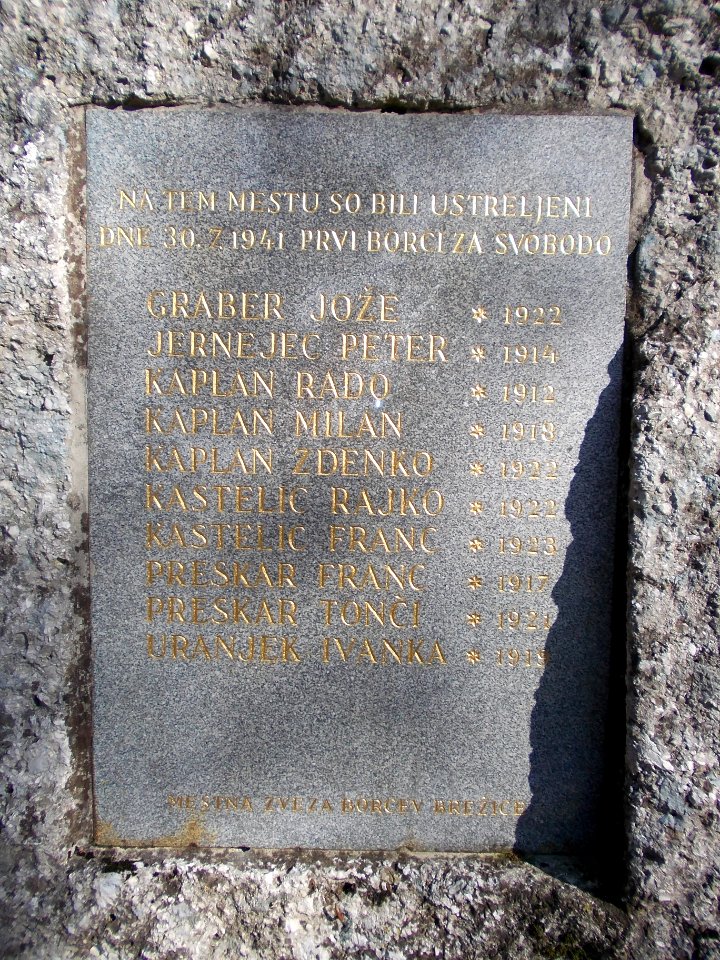 NA TEM MESTU SO BILI USTRELJENI
DNE 30. 7. 1941 PRVI BORCI ZA SVOBODO
GRABER JOŽE * 1922
JERNEJEC PETER * 1914
KAPLAN RADO * 1912
KAPLAN MILAN * 1918
KAPLAN ZDENKO * 1922
KASTELIC RAJKO * 1922
KASTELIC FRANC * 1923
PRESKAR FRANC * 1917
PRESKAR TONČI * 1921
URANJEK IVANKA * 1919
MESTNA ZVEZA BORCEV BREŽICE